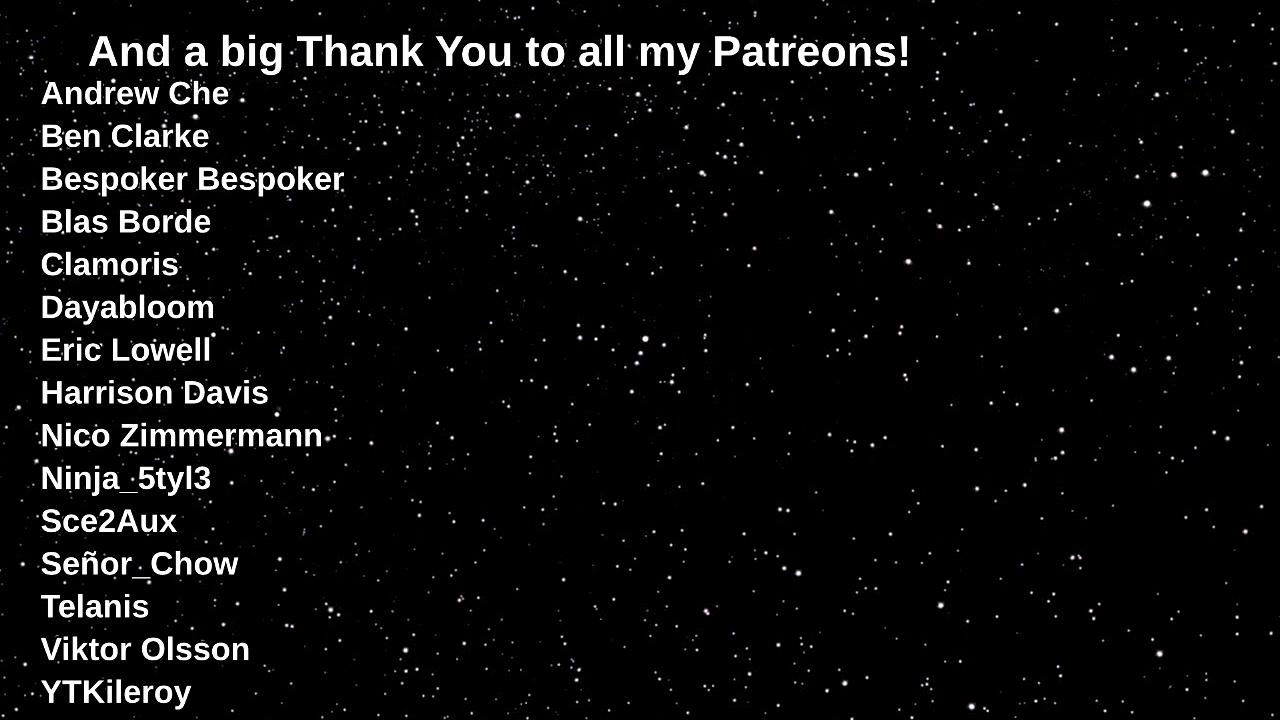 And a big Thank You to all my Patreons!
Andrew Che
Ben Clarke
Bespoker Bespoker
Blas Borde
Clamoris
Dayabloom
Eric Lowell
Harrison Davis
Nico Zimmermann
Ninja_5tyl3
Sce2Aux
Señor_Chow
Telanis
Viktor Olsson
YTKileroy